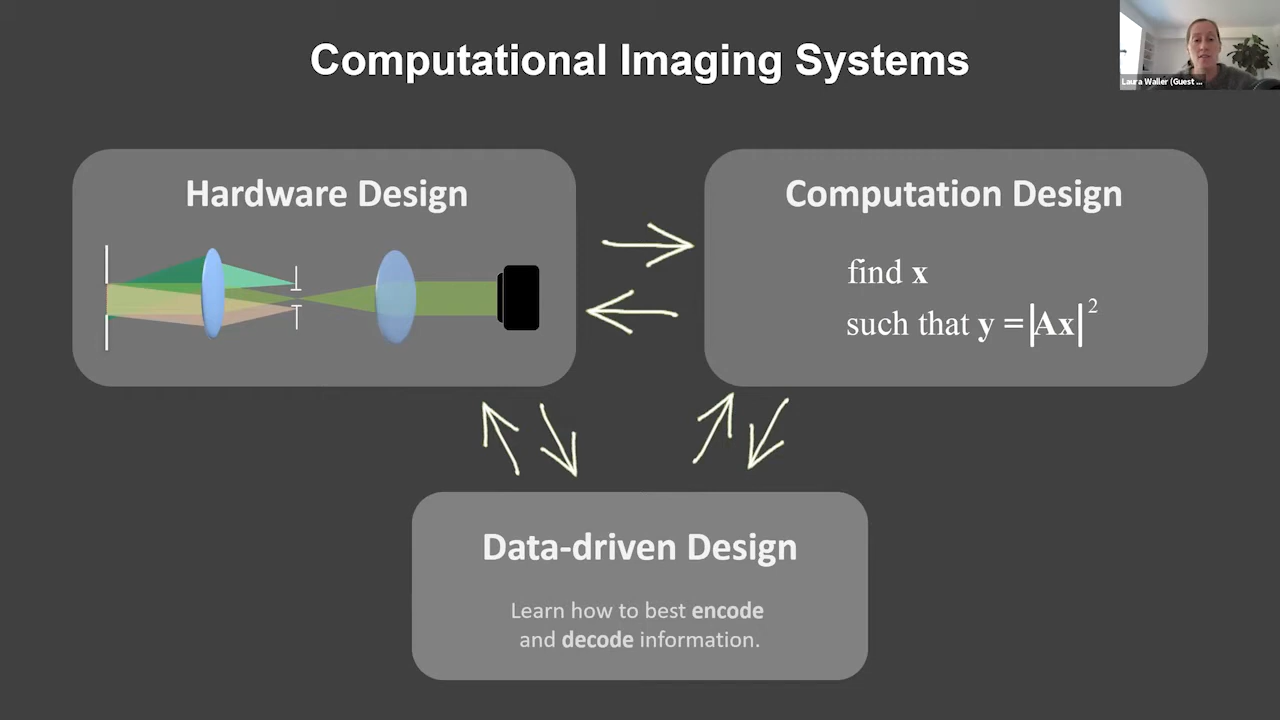 Computational Imaging Systems
Laura Waller (Guest ...
Hardware Design
Computation Design
find x
such that y = |Ax|²
Data-driven Design
Learn how to best encode
and decode information.